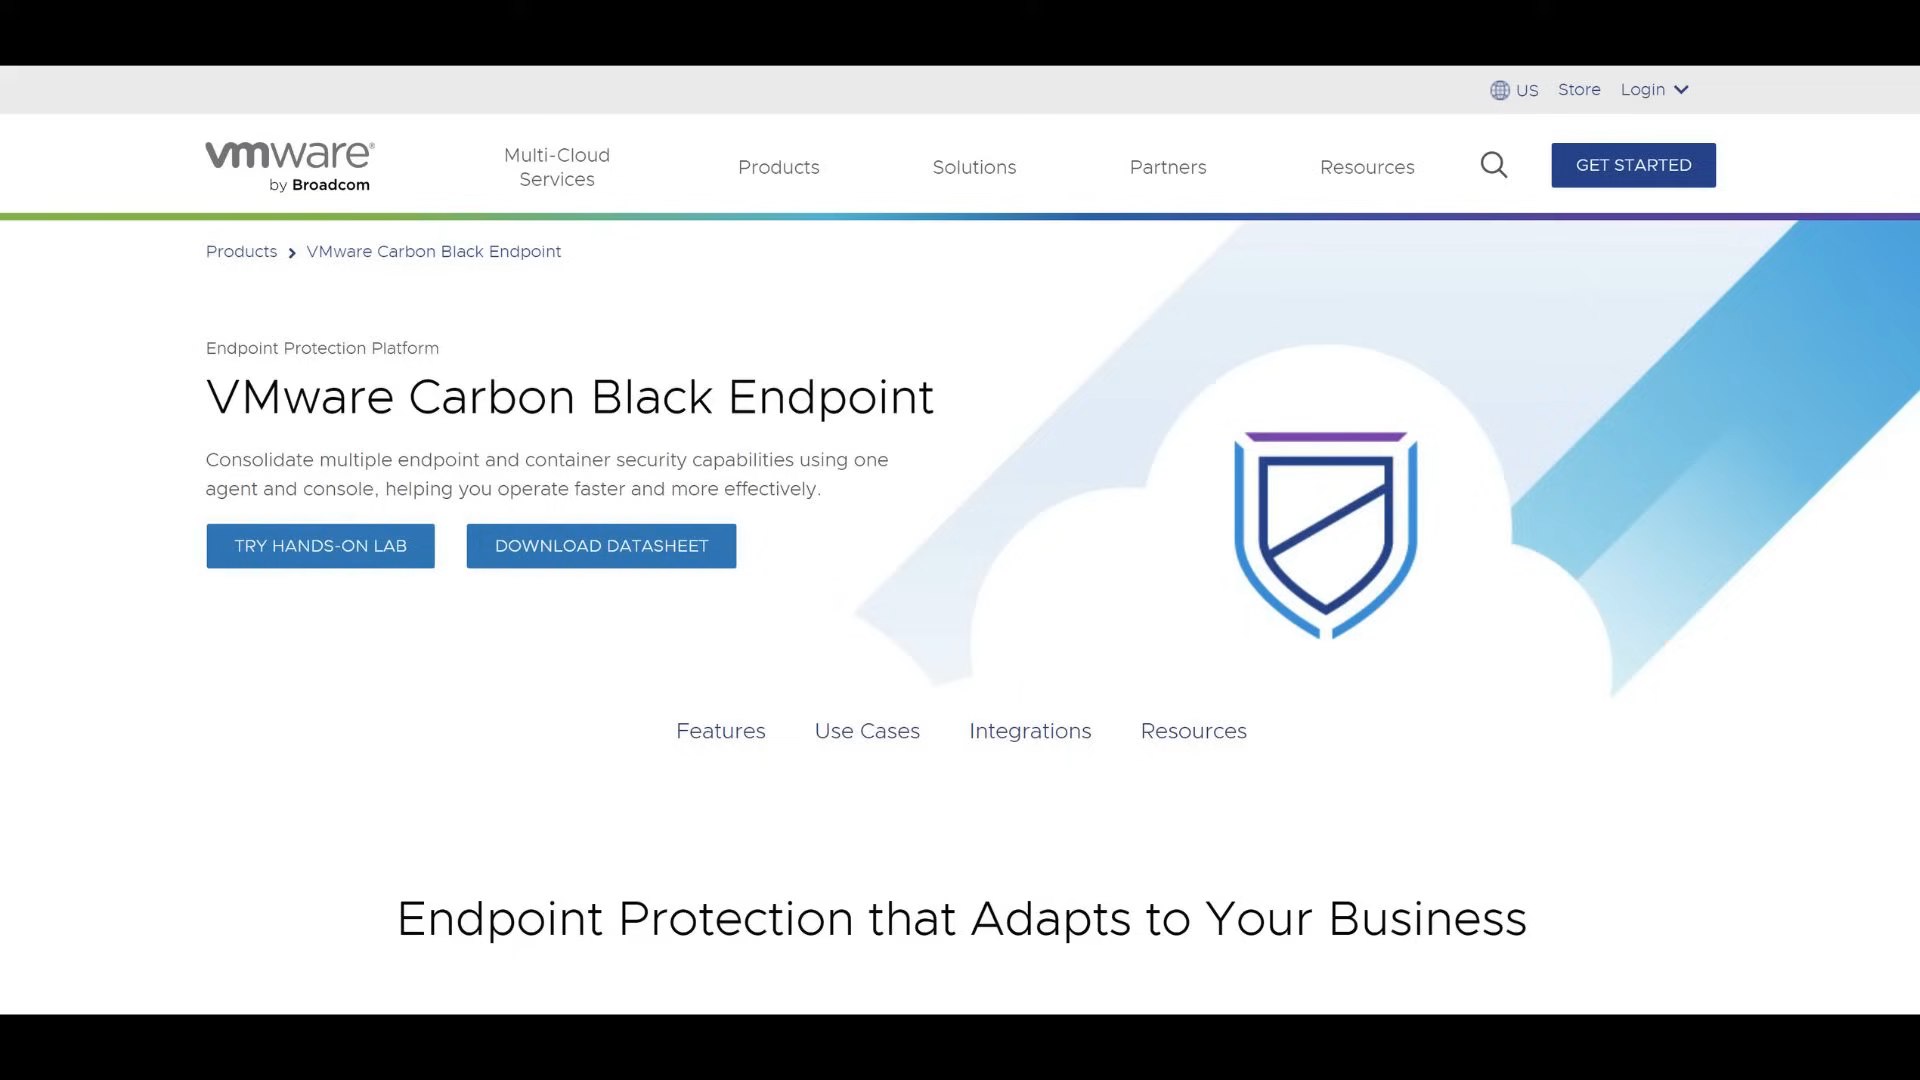 US Store Login
vmware®
by Broadcom
Multi-Cloud
Services
Products
Solutions
Partners
Resources
GET STARTED
Products > VMware Carbon Black Endpoint
Endpoint Protection Platform
VMware Carbon Black Endpoint
Consolidate multiple endpoint and container security capabilities using one
agent and console, helping you operate faster and more effectively.
TRY HANDS-ON LAB
DOWNLOAD DATASHEET
Features Use Cases Integrations Resources
Endpoint Protection that Adapts to Your Business